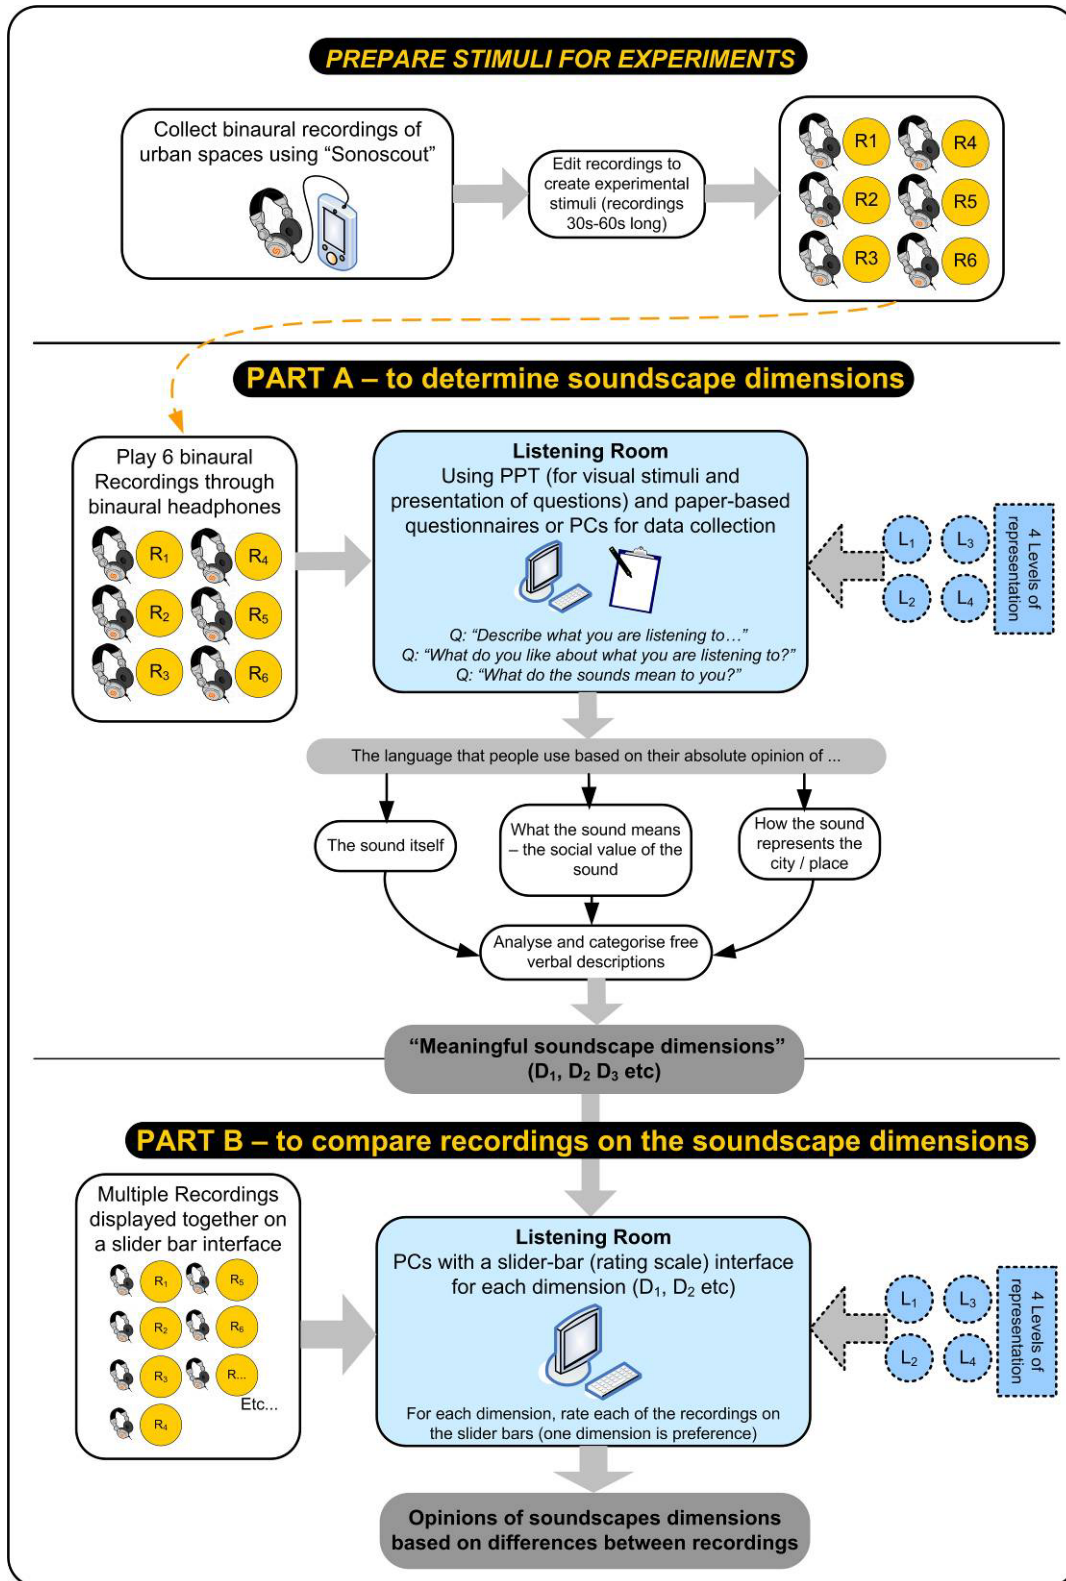 PREPARE STIMULI FOR EXPERIMENTS
Collect binaural recordings of
urban spaces using “Sonoscout”
Edit recordings to
create experimental
stimuli (recordings
30s-60s long)
R1
R4
R2
R5
R3
R6
PART A – to determine soundscape dimensions
Play 6 binaural
Recordings through
binaural headphones
R₁
R₄
R₂
R₅
R₃
R₆
Listening Room
Using PPT (for visual stimuli and
presentation of questions) and paper-based
questionnaires or PCs for data collection
Q: “Describe what you are listening to…”
Q: “What do you like about what you are listening to?”
Q: “What do the sounds mean to you?”
L₁
L₃
L₂
L₄
4 Levels of
representation
The language that people use based on their absolute opinion of ...
The sound itself
What the sound means
– the social value of the
sound
How the sound
represents the
city / place
Analyse and categorise free
verbal descriptions
“Meaningful soundscape dimensions”
(D₁, D₂ D₃ etc)
PART B – to compare recordings on the soundscape dimensions
Multiple Recordings
displayed together on
a slider bar interface
R₁
R₅
R₂
R₆
R₃
R...
Etc...
R₄
Listening Room
PCs with a slider-bar (rating scale) interface
for each dimension (D₁, D₂ etc)
For each dimension, rate each of the recordings on
the slider bars (one dimension is preference)
L₁
L₃
L₂
L₄
4 Levels of
representation
Opinions of soundscapes dimensions
based on differences between recordings